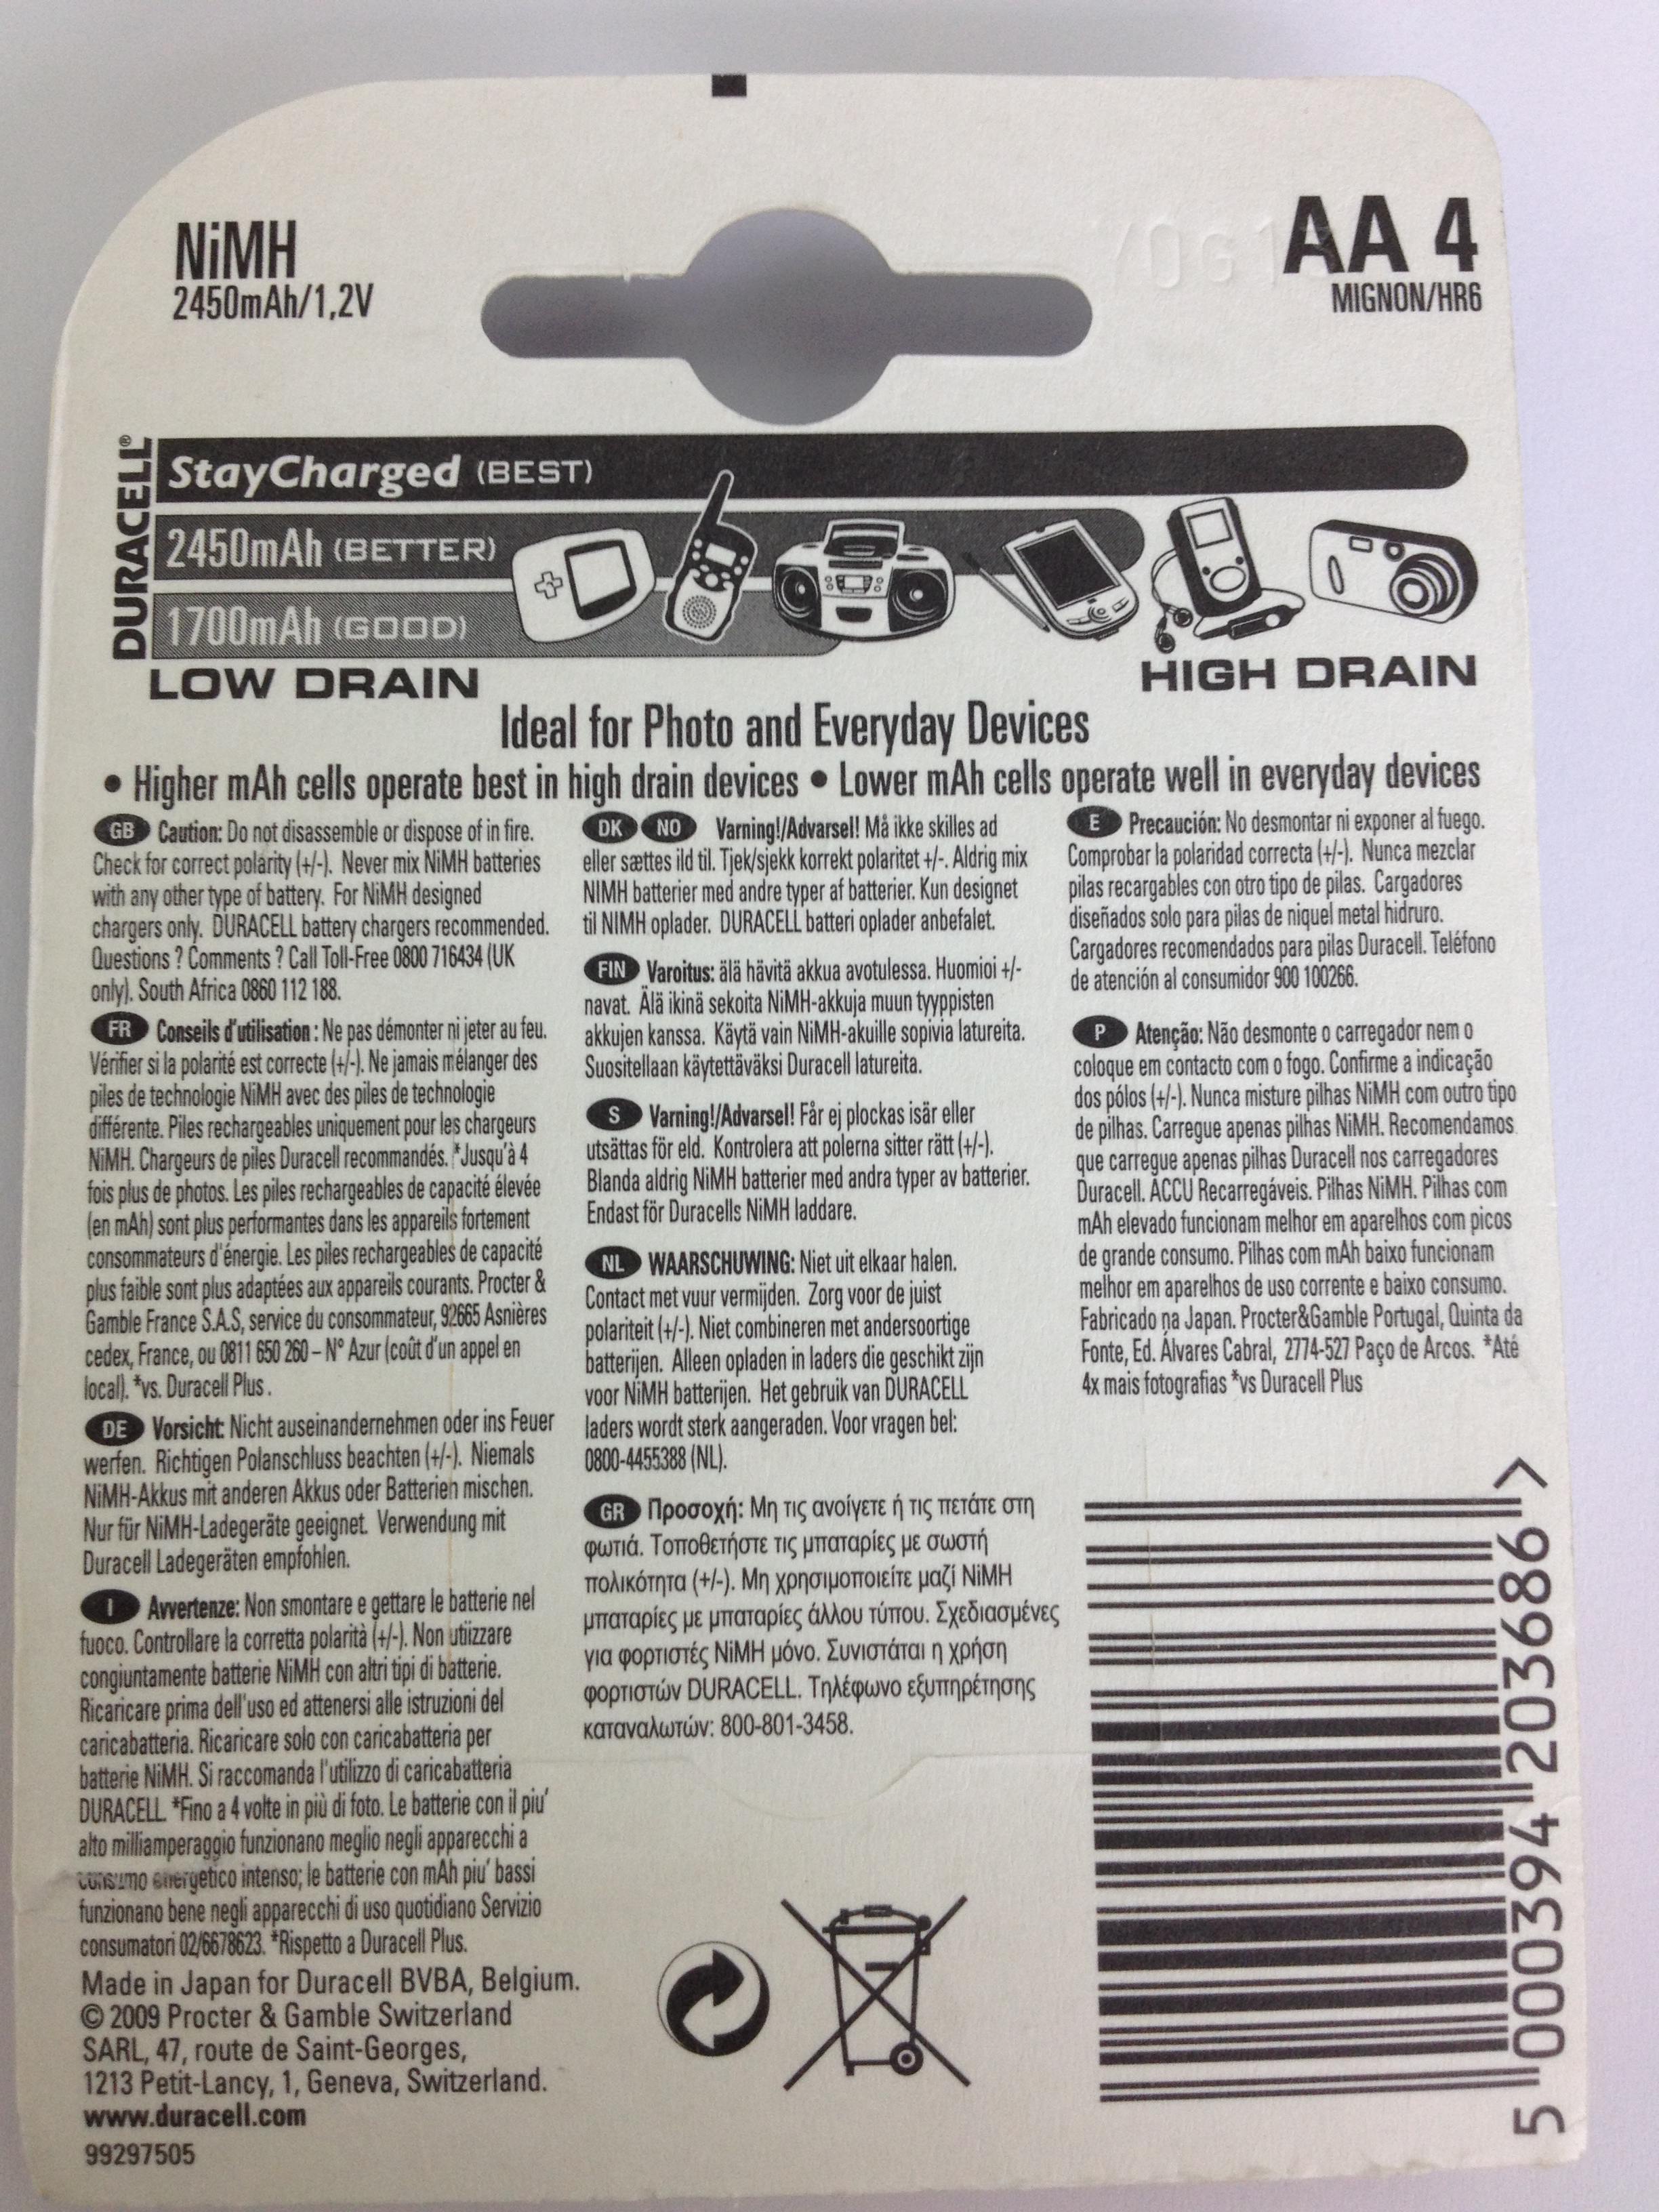 NiMH
2450mAh/1,2V
AA 4
MIGNON/HR6
DURACELL®
StayCharged (BEST)
2450mAh (BETTER)
1700mAh (GOOD)
LOW DRAIN
HIGH DRAIN
Ideal for Photo and Everyday Devices
• Higher mAh cells operate best in high drain devices • Lower mAh cells operate well in everyday devices
GB Caution: Do not disassemble or dispose of in fire.
Check for correct polarity (+/-). Never mix NiMH batteries
with any other type of battery. For NiMH designed
chargers only. DURACELL battery chargers recommended.
Questions ? Comments ? Call Toll-Free 0800 716434 (UK
only). South Africa 0860 112 188.
FR Conseils d'utilisation : Ne pas démonter ni jeter au feu.
Vérifier si la polarité est correcte (+/-). Ne jamais mélanger des
piles de technologie NiMH avec des piles de technologie
différente. Piles rechargeables uniquement pour les chargeurs
NiMH. Chargeurs de piles Duracell recommandés. *Jusqu'à 4
fois plus de photos. Les piles rechargeables de capacité élevée
(en mAh) sont plus performantes dans les appareils fortement
consommateurs d'énergie. Les piles rechargeables de capacité
plus faible sont plus adaptées aux appareils courants. Procter &
Gamble France S.A.S, service du consommateur, 92665 Asnières
cedex, France, ou 0811 650 260 – N° Azur (coût d'un appel en
local). *vs. Duracell Plus.
DE Vorsicht: Nicht auseinandernehmen oder ins Feuer
werfen. Richtigen Polanschluss beachten (+/-). Niemals
NiMH-Akkus mit anderen Akkus oder Batterien mischen.
Nur für NiMH-Ladegeräte geeignet. Verwendung mit
Duracell Ladegeräten empfohlen.
I Avvertenze: Non smontare e gettare le batterie nel
fuoco. Controllare la corretta polarità (+/-). Non utiizzare
congiuntamente batterie NiMH con altri tipi di batterie.
Ricaricare prima dell'uso ed attenersi alle istruzioni del
caricabatteria. Ricaricare solo con caricabatteria per
batterie NiMH. Si raccomanda l'utilizzo di caricabatteria
DURACELL. *Fino a 4 volte in più di foto. Le batterie con il piu'
alto milliamperaggio funzionano meglio negli apparecchi a
consumo energetico intenso; le batterie con mAh piu' bassi
funzionano bene negli apparecchi di uso quotidiano Servizio
consumatori 02/6678623. *Rispetto a Duracell Plus.
Made in Japan for Duracell BVBA, Belgium.
© 2009 Procter & Gamble Switzerland
SARL, 47, route de Saint-Georges,
1213 Petit-Lancy, 1, Geneva, Switzerland.
www.duracell.com
99297505
DK NO Varning!/Advarsel! Må ikke skilles ad
eller sættes ild til. Tjek/sjekk korrekt polaritet +/-. Aldrig mix
NIMH batterier med andre typer af batterier. Kun designet
til NIMH oplader. DURACELL batteri oplader anbefalet.
FIN Varoitus: älä hävitä akkua avotulessa. Huomioi +/-
navat. Älä ikinä sekoita NiMH-akkuja muun tyyppisten
akkujen kanssa. Käytä vain NiMH-akuille sopivia latureita.
Suositellaan käytettäväksi Duracell latureita.
S Varning!/Advarsel! Får ej plockas isär eller
utsättas för eld. Kontrolera att polerna sitter rätt (+/-).
Blanda aldrig NiMH batterier med andra typer av batterier.
Endast för Duracells NiMH laddare.
NL WAARSCHUWING: Niet uit elkaar halen.
Contact met vuur vermijden. Zorg voor de juist
polariteit (+/-). Niet combineren met andersoortige
batterijen. Alleen opladen in laders die geschikt zijn
voor NiMH batterijen. Het gebruik van DURACELL
laders wordt sterk aangeraden. Voor vragen bel:
0800-4455388 (NL).
GR Προσοχή: Μη τις ανοίγετε ή τις πετάτε στη
φωτιά. Τοποθετήστε τις μπαταρίες με σωστή
πολικότητα (+/-). Μη χρησιμοποιείτε μαζί NiMH
μπαταρίες με μπαταρίες άλλου τύπου. Σχεδιασμένες
για φορτιστές NiMH μόνο. Συνιστάται η χρήση
φορτιστών DURACELL. Τηλέφωνο εξυπηρέτησης
καταναλωτών: 800-801-3458.
E Precaución: No desmontar ni exponer al fuego.
Comprobar la polaridad correcta (+/-). Nunca mezclar
pilas recargables con otro tipo de pilas. Cargadores
diseñados solo para pilas de niquel metal hidruro.
Cargadores recomendados para pilas Duracell. Teléfono
de atención al consumidor 900 100266.
P Atenção: Não desmonte o carregador nem o
coloque em contacto com o fogo. Confirme a indicação
dos pólos (+/-). Nunca misture pilhas NiMH com outro tipo
de pilhas. Carregue apenas pilhas NiMH. Recomendamos
que carregue apenas pilhas Duracell nos carregadores
Duracell. ACCU Recarregáveis. Pilhas NiMH. Pilhas com
mAh elevado funcionam melhor em aparelhos com picos
de grande consumo. Pilhas com mAh baixo funcionam
melhor em aparelhos de uso corrente e baixo consumo.
Fabricado na Japan. Procter&Gamble Portugal, Quinta da
Fonte, Ed. Álvares Cabral, 2774-527 Paço de Arcos. *Até
4x mais fotografias *vs Duracell Plus
5 000394 203686 >